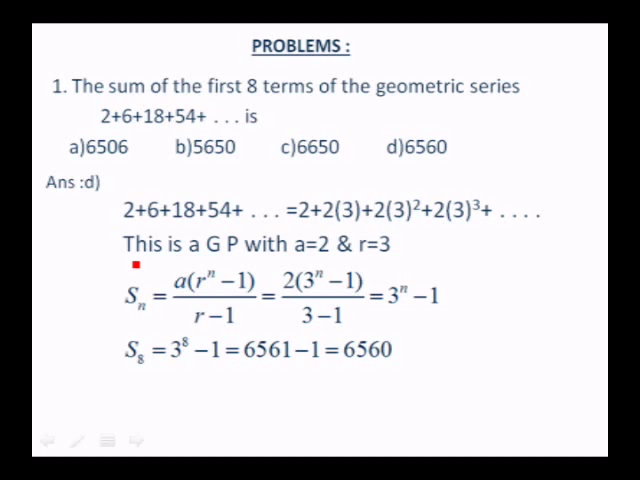 PROBLEMS :
1. The sum of the first 8 terms of the geometric series
2+6+18+54+ . . . is
a)6506 b)5650 c)6650 d)6560
Ans :d)
2+6+18+54+ . . . =2+2(3)+2(3)²+2(3)³+ . . . .
This is a G P with a=2 & r=3
Sₙ = a(rⁿ −1)/(r −1) = 2(3ⁿ −1)/(3 −1) = 3ⁿ −1
S₈ = 3⁸ −1 = 6561 −1 = 6560